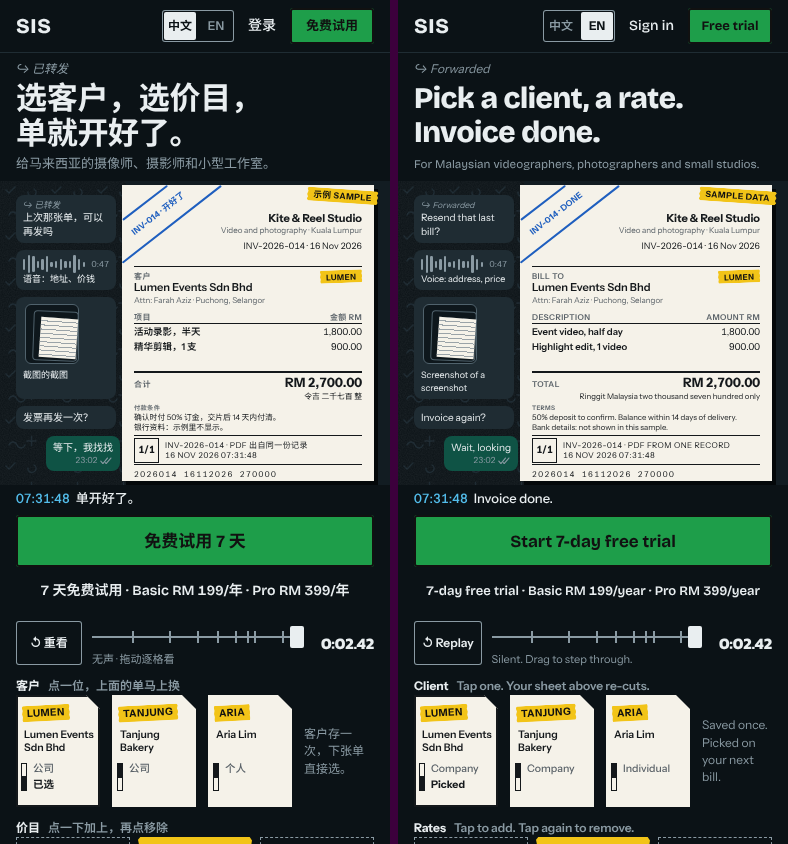 SIS
中文
EN
登录
免费试用
↪ 已转发
选客户，选价目，
单就开好了。
给马来西亚的摄像师、摄影师和小型工作室。
↪ 已转发
上次那张单，可以
再发吗
0:47
语音：地址、价钱
截图的截图
发票再发一次？
等下，我找找
23:02
INV-014 · 开好了
示例 SAMPLE
Kite & Reel Studio
Video and photography · Kuala Lumpur
INV-2026-014 · 16 Nov 2026
客户
LUMEN
Lumen Events Sdn Bhd
Attn: Farah Aziz · Puchong, Selangor
项目 金额 RM
活动录影，半天 1,800.00
精华剪辑，1 支 900.00
合计 RM 2,700.00
令吉 二千七百 整
付款条件
确认时付 50% 订金，交片后 14 天内付清。
银行资料：示例里不显示。
1/1
INV-2026-014 · PDF 出自同一份记录
16 NOV 2026 07:31:48
2026014 16112026 270000
07:31:48 单开好了。
免费试用 7 天
7 天免费试用 · Basic RM 199/年 · Pro RM 399/年
重看
无声 · 拖动逐格看
0:02.42
客户 点一位，上面的单马上换
LUMEN
Lumen Events
Sdn Bhd
公司
已选
TANJUNG
Tanjung
Bakery
公司
ARIA
Aria Lim
个人
客户存一
次，下张单
直接选。
价目 点一下加上，再点移除
SIS
中文
EN
Sign in
Free trial
↪ Forwarded
Pick a client, a rate.
Invoice done.
For Malaysian videographers, photographers and small studios.
↪ Forwarded
Resend that last
bill?
0:47
Voice: address, price
Screenshot of a
screenshot
Invoice again?
Wait, looking
23:02
INV-014 · DONE
SAMPLE DATA
Kite & Reel Studio
Video and photography · Kuala Lumpur
INV-2026-014 · 16 Nov 2026
BILL TO
LUMEN
Lumen Events Sdn Bhd
Attn: Farah Aziz · Puchong, Selangor
DESCRIPTION AMOUNT RM
Event video, half day 1,800.00
Highlight edit, 1 video 900.00
TOTAL RM 2,700.00
Ringgit Malaysia two thousand seven hundred only
TERMS
50% deposit to confirm. Balance within 14 days of delivery.
Bank details: not shown in this sample.
1/1
INV-2026-014 · PDF FROM ONE RECORD
16 NOV 2026 07:31:48
2026014 16112026 270000
07:31:48 Invoice done.
Start 7-day free trial
7-day free trial · Basic RM 199/year · Pro RM 399/year
Replay
Silent. Drag to step through.
0:02.42
Client Tap one. Your sheet above re-cuts.
LUMEN
Lumen Events
Sdn Bhd
Company
Picked
TANJUNG
Tanjung
Bakery
Company
ARIA
Aria Lim
Individual
Saved once.
Picked on
your next
bill.
Rates Tap to add. Tap again to remove.